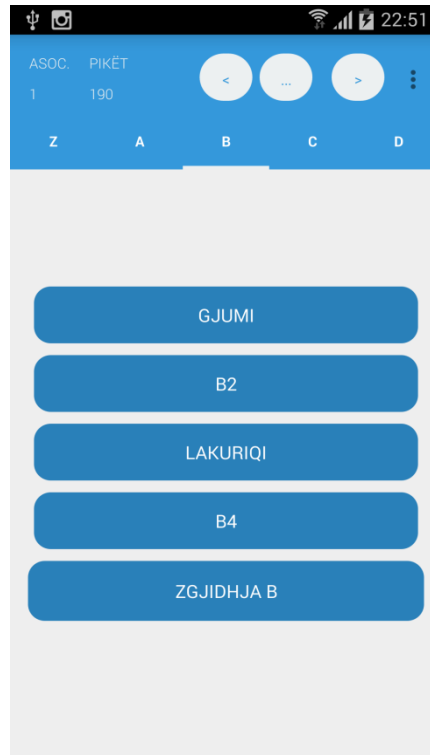 22:51
ASOC. PIKËT
1 190
< ... >
Z A B C D
GJUMI
B2
LAKURIQI
B4
ZGJIDHJA B